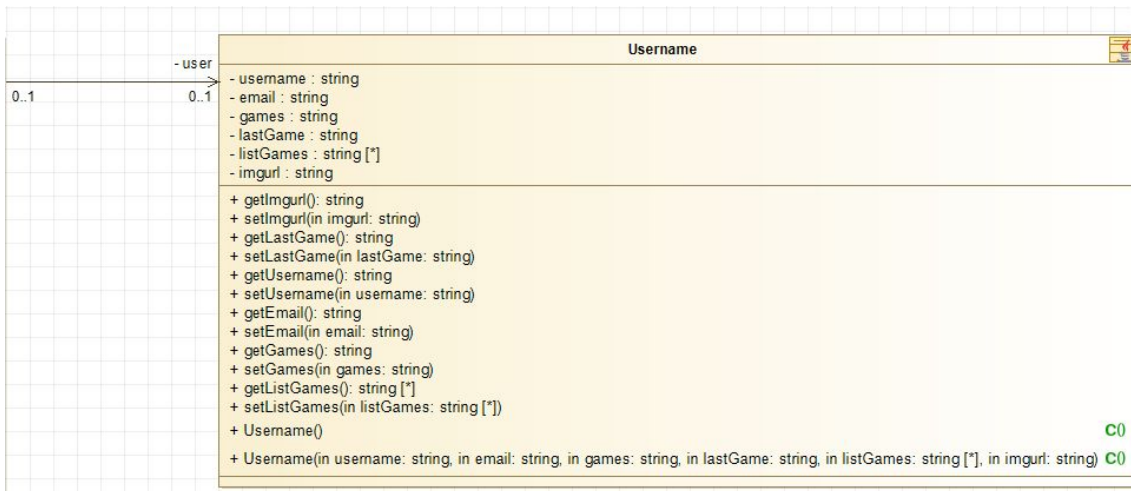 Username
- user
0..1
0..1
- username : string
- email : string
- games : string
- lastGame : string
- listGames : string [*]
- imgurl : string
+ getImgurl(): string
+ setImgurl(in imgurl: string)
+ getLastGame(): string
+ setLastGame(in lastGame: string)
+ getUsername(): string
+ setUsername(in username: string)
+ getEmail(): string
+ setEmail(in email: string)
+ getGames(): string
+ setGames(in games: string)
+ getListGames(): string [*]
+ setListGames(in listGames: string [*])
+ Username() C()
+ Username(in username: string, in email: string, in games: string, in lastGame: string, in listGames: string [*], in imgurl: string) C()